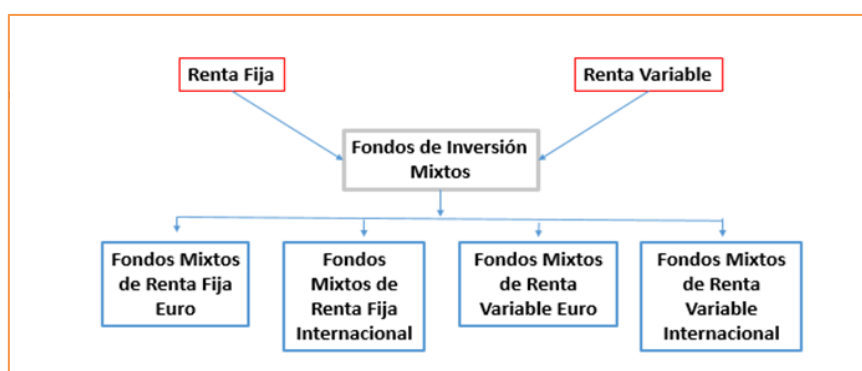 Renta Fija
Renta Variable
Fondos de Inversión
Mixtos
Fondos Mixtos
de Renta Fija
Euro
Fondos
Mixtos de
Renta Fija
Internacional
Fondos Mixtos
de Renta
Variable Euro
Fondos Mixtos
de Renta
Variable
Internacional